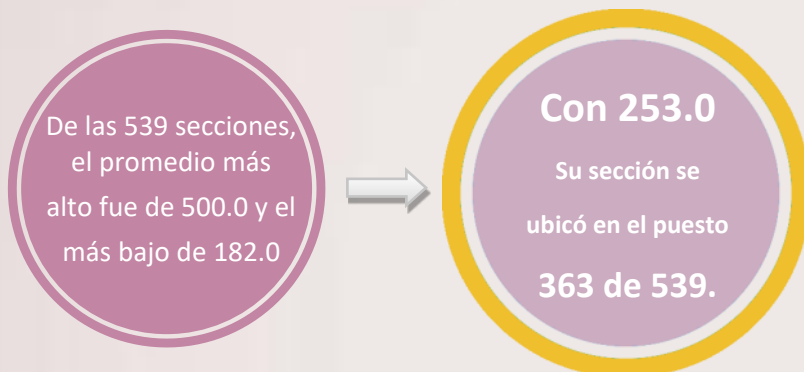 De las 539 secciones,
el promedio más
alto fue de 500.0 y el
más bajo de 182.0
Con 253.0
Su sección se
ubicó en el puesto
363 de 539.